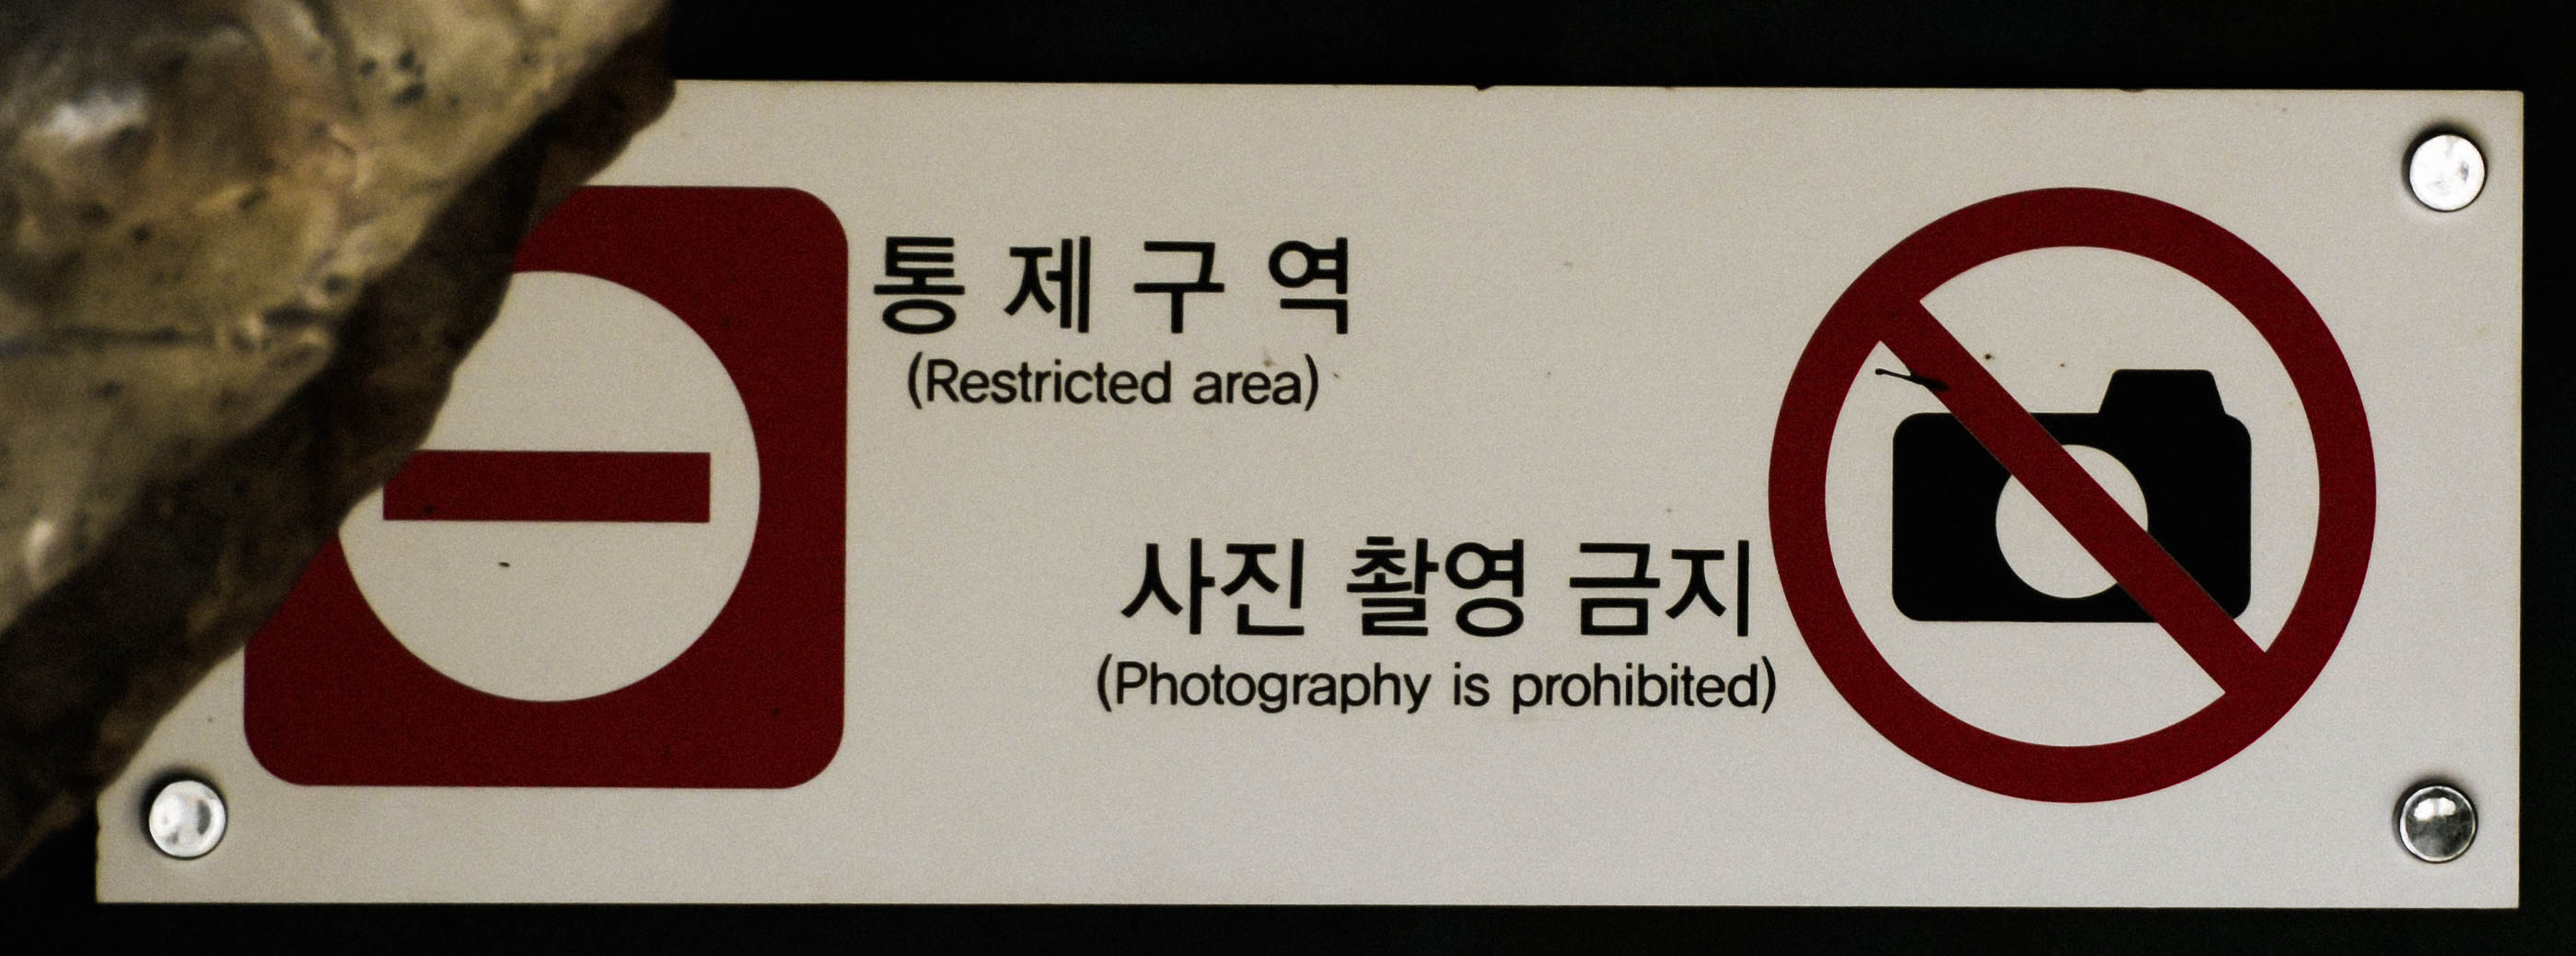 통제구역
(Restricted area)
사진 촬영 금지
(Photography is prohibited)